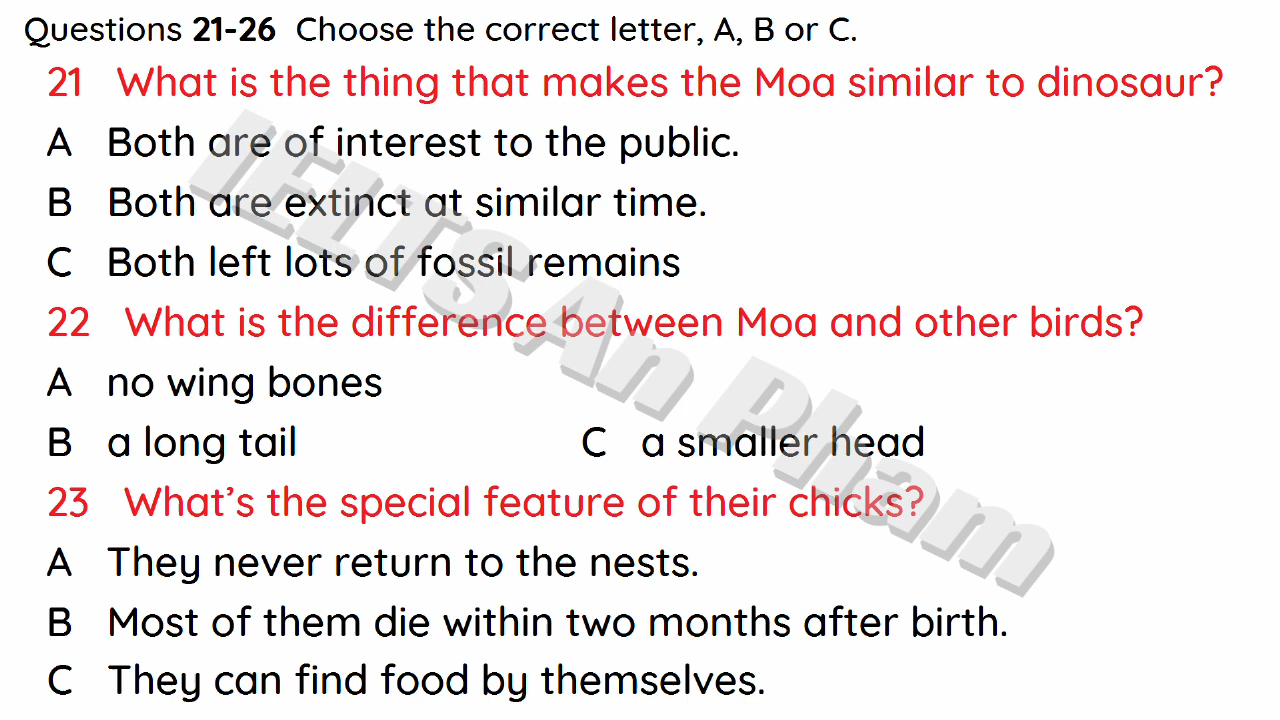 Questions 21-26 Choose the correct letter, A, B or C.
21 What is the thing that makes the Moa similar to dinosaur?
A Both are of interest to the public.
B Both are extinct at similar time.
C Both left lots of fossil remains
22 What is the difference between Moa and other birds?
A no wing bones
B a long tail C a smaller head
23 What’s the special feature of their chicks?
A They never return to the nests.
B Most of them die within two months after birth.
C They can find food by themselves.
IELTS An Pham